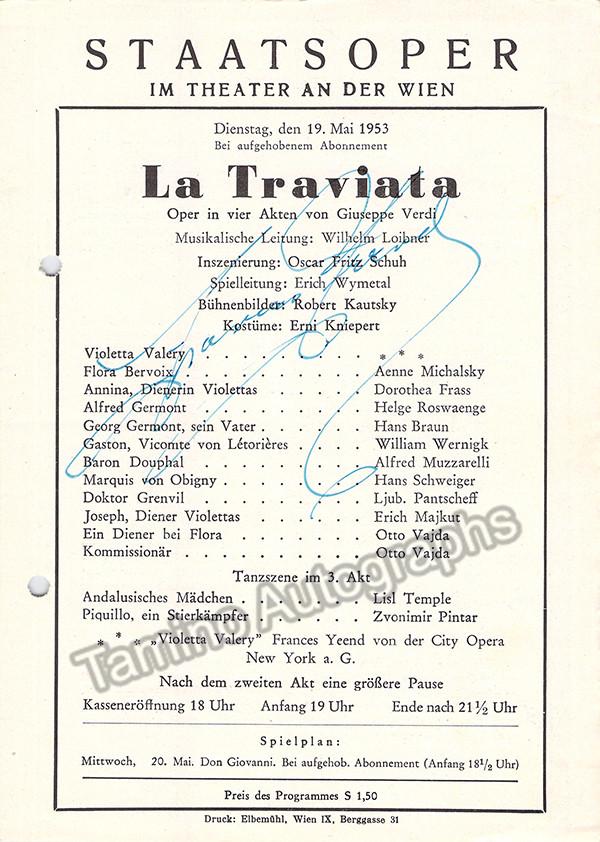 STAATSOPER
IM THEATER AN DER WIEN
Dienstag, den 19. Mai 1953
Bei aufgehobenem Abonnement
La Traviata
Oper in vier Akten von Giuseppe Verdi
Musikalische Leitung: Wilhelm Loibner
Inszenierung: Oscar Fritz Schuh
Spielleitung: Erich Wymetal
Bühnenbilder: Robert Kautsky
Kostüme: Erni Kniepert
Frances Yeend
Violetta Valery . . . . . . . . . * * *
Flora Bervoix . . . . . . . . . Aenne Michalsky
Annina, Dienerin Violettas . . . . . . Dorothea Frass
Alfred Germont . . . . . . . . . Helge Roswaenge
Georg Germont, sein Vater . . . . . . Hans Braun
Gaston, Vicomte von Létorières . . . . . William Wernigk
Baron Douphal . . . . . . . . . Alfred Muzzarelli
Marquis von Obigny . . . . . . . . Hans Schweiger
Doktor Grenvil . . . . . . . . . Ljub. Pantscheff
Joseph, Diener Violettas . . . . . . Erich Majkut
Ein Diener bei Flora . . . . . . . Otto Vajda
Kommissionär . . . . . . . . . . Otto Vajda
Tanzszene im 3. Akt
Andalusisches Mädchen . . . . . . . Lisl Temple
Piquillo, ein Stierkämpfer . . . . . . Zvonimir Pintar
* * * „Violetta Valery” Frances Yeend von der City Opera
New York a. G.
Nach dem zweiten Akt eine größere Pause
Kasseneröffnung 18 Uhr Anfang 19 Uhr Ende nach 21½ Uhr
Spielplan:
Mittwoch, 20. Mai. Don Giovanni. Bei aufgehob. Abonnement (Anfang 18½ Uhr)
Preis des Programmes S 1,50
Druck: Elbemühl, Wien IX, Berggasse 31
Tamino Autographs